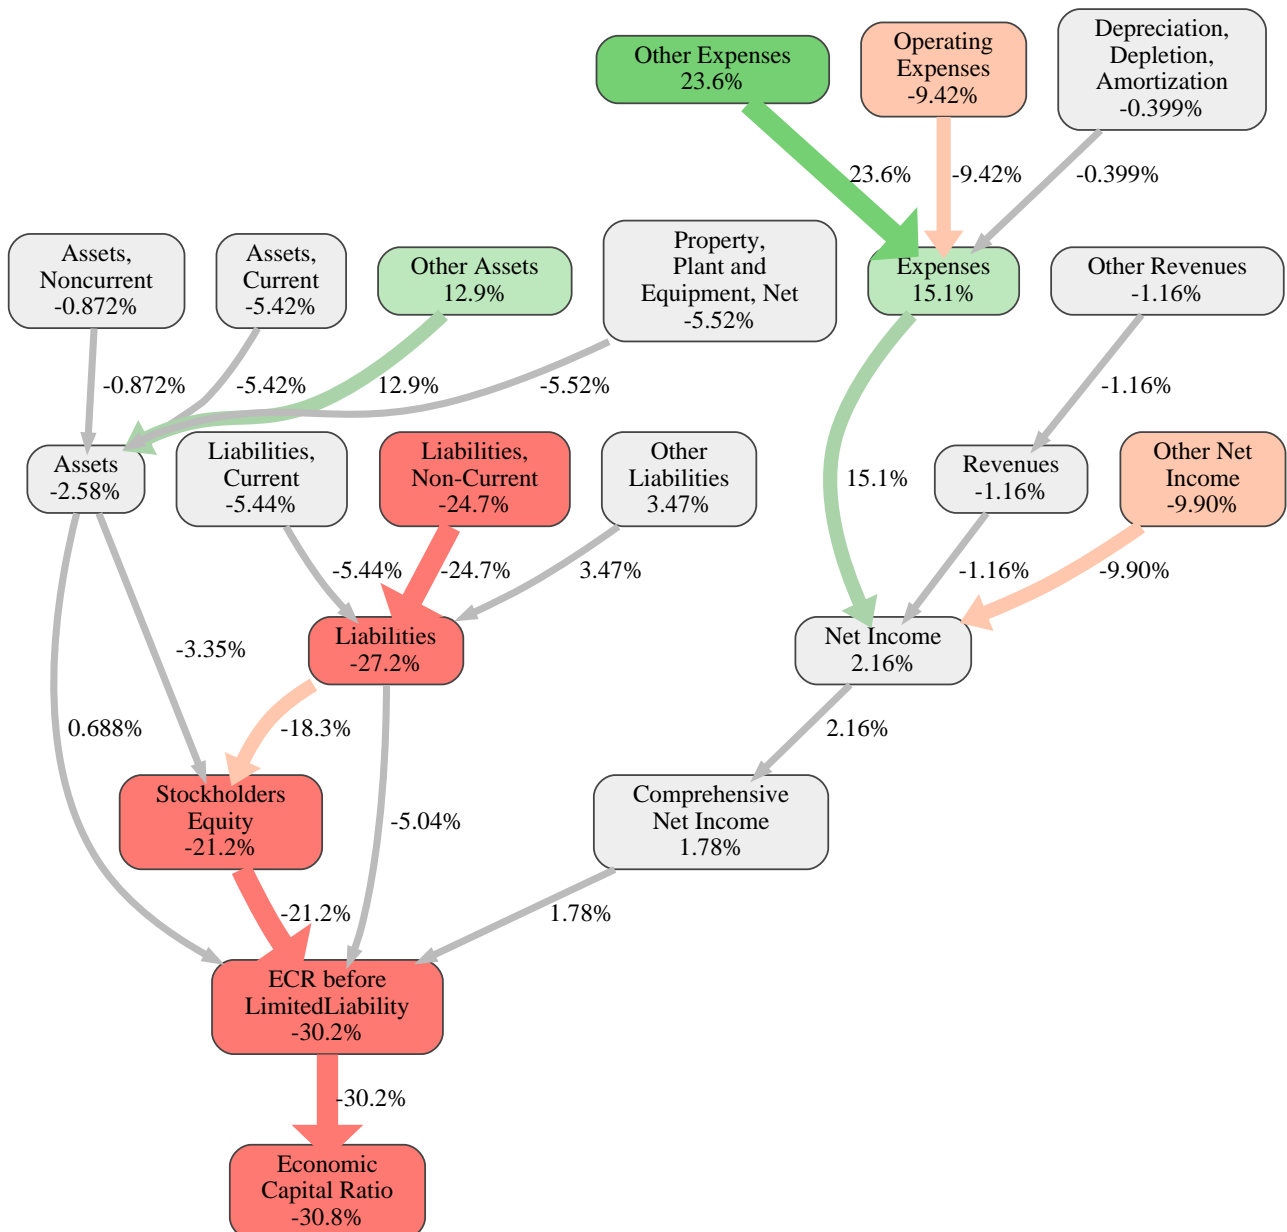 Other Expenses
23.6%
Operating
Expenses
-9.42%
Depreciation,
Depletion,
Amortization
-0.399%
23.6%
-9.42%
-0.399%
Assets,
Noncurrent
-0.872%
Assets,
Current
-5.42%
Other Assets
12.9%
Property,
Plant and
Equipment, Net
-5.52%
Expenses
15.1%
Other Revenues
-1.16%
-0.872%
-5.42%
12.9%
-5.52%
-1.16%
Assets
-2.58%
Liabilities,
Current
-5.44%
Liabilities,
Non-Current
-24.7%
Other
Liabilities
3.47%
15.1%
Revenues
-1.16%
Other Net
Income
-9.90%
-5.44%
-24.7%
3.47%
-1.16%
-9.90%
-3.35%
Liabilities
-27.2%
Net Income
2.16%
0.688%
-18.3%
2.16%
Stockholders
Equity
-21.2%
-5.04%
Comprehensive
Net Income
1.78%
-21.2%
1.78%
ECR before
LimitedLiability
-30.2%
-30.2%
Economic
Capital Ratio
-30.8%